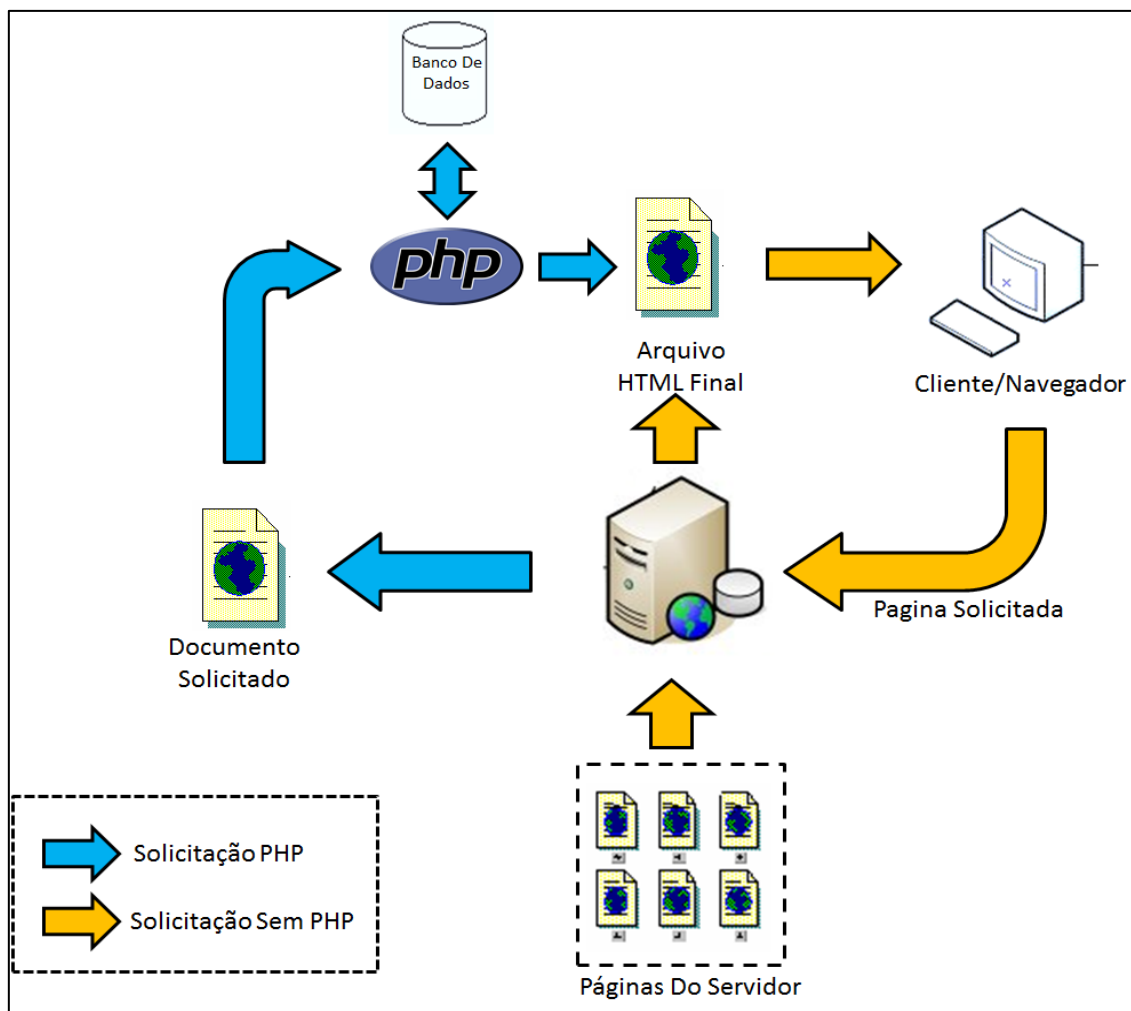 Banco De
Dados
php
Arquivo
HTML Final
Cliente/Navegador
Pagina Solicitada
Documento
Solicitado
Solicitação PHP
Solicitação Sem PHP
Páginas Do Servidor